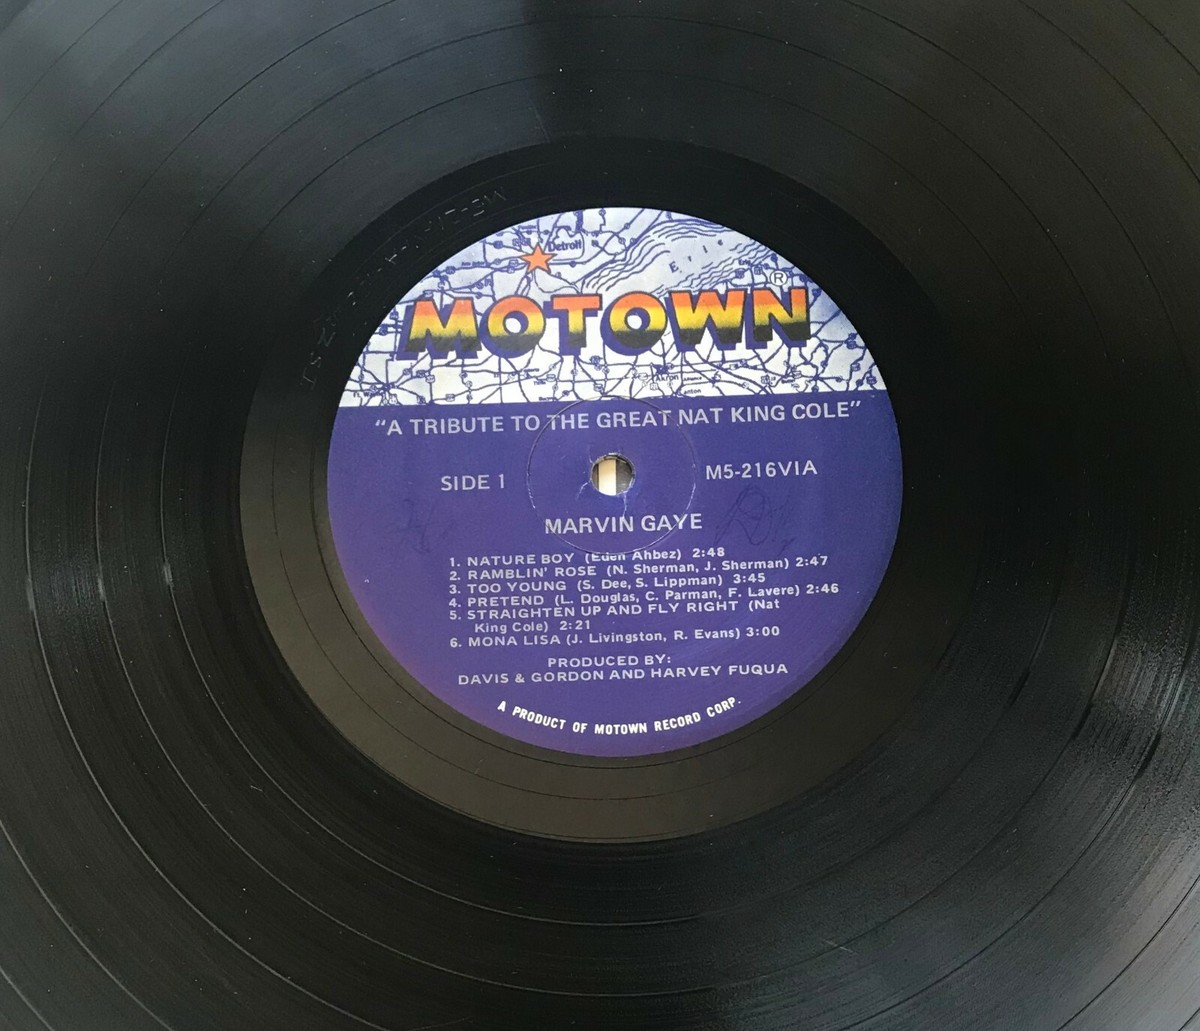 Detroit
Erie
MOTOWN®
Akron
"A TRIBUTE TO THE GREAT NAT KING COLE"
SIDE 1
M5-216VIA
MARVIN GAYE
1. NATURE BOY (Eden Ahbez) 2:48
2. RAMBLIN' ROSE (N. Sherman, J. Sherman) 2:47
3. TOO YOUNG (S. Dee, S. Lippman) 3:45
4. PRETEND (L. Douglas, C. Parman, F. Lavere) 2:46
5. STRAIGHTEN UP AND FLY RIGHT (Nat
King Cole) 2:21
6. MONA LISA (J. Livingston, R. Evans) 3:00
PRODUCED BY:
DAVIS & GORDON AND HARVEY FUQUA
A PRODUCT OF MOTOWN RECORD CORP.